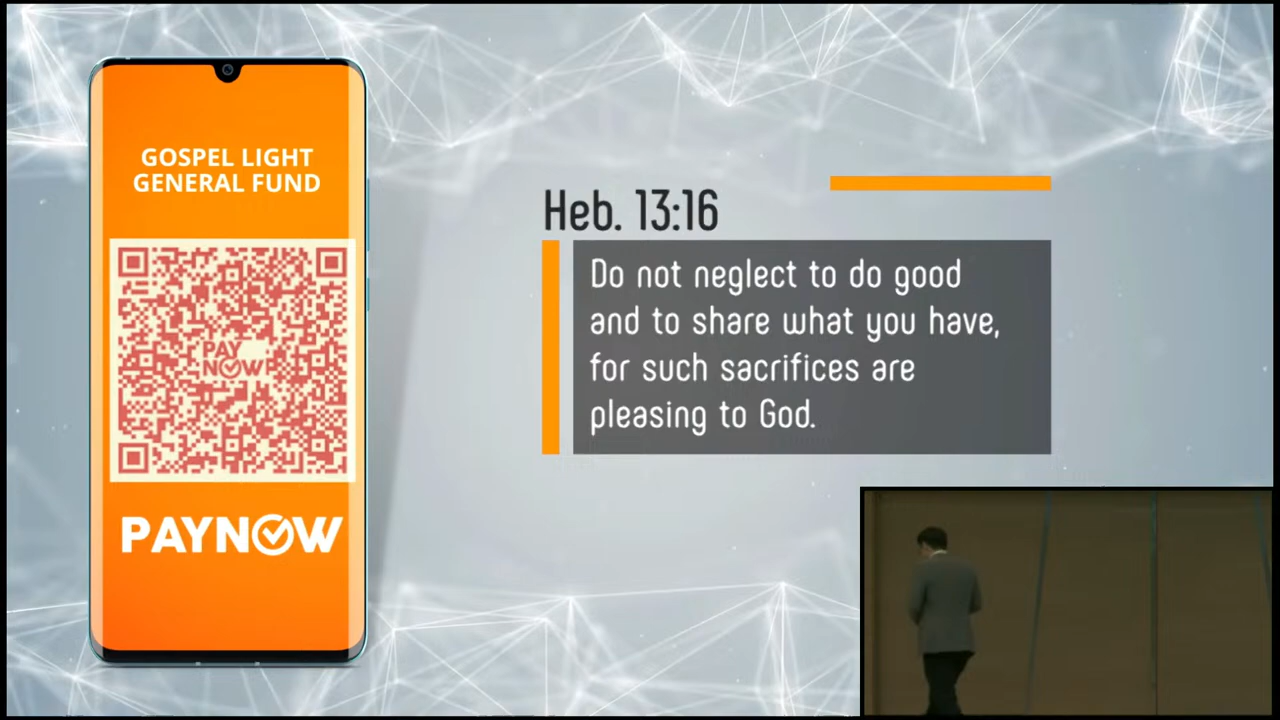 GOSPEL LIGHT
GENERAL FUND
PAY
NOW
PAYNOW
Heb. 13:16
Do not neglect to do good
and to share what you have,
for such sacrifices are
pleasing to God.